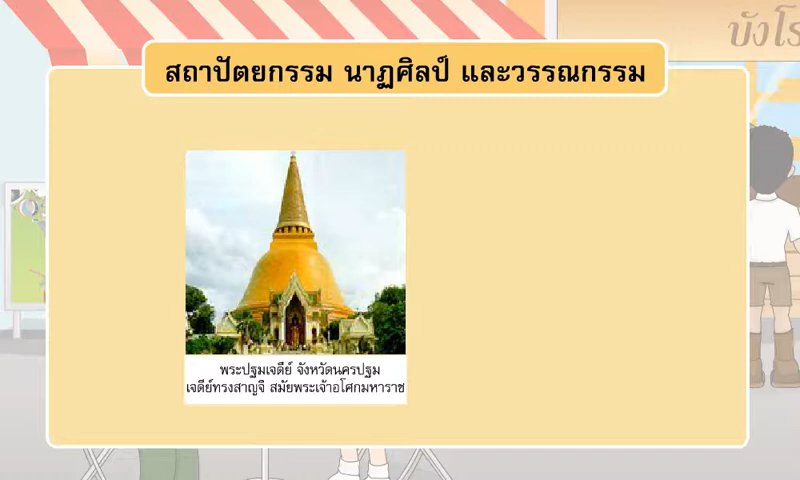 บังโร
สถาปัตยกรรม นาฏศิลป์ และวรรณกรรม
พระปฐมเจดีย์ จังหวัดนครปฐม
เจดีย์ทรงสาญจิ สมัยพระเจ้าอโศกมหาราช